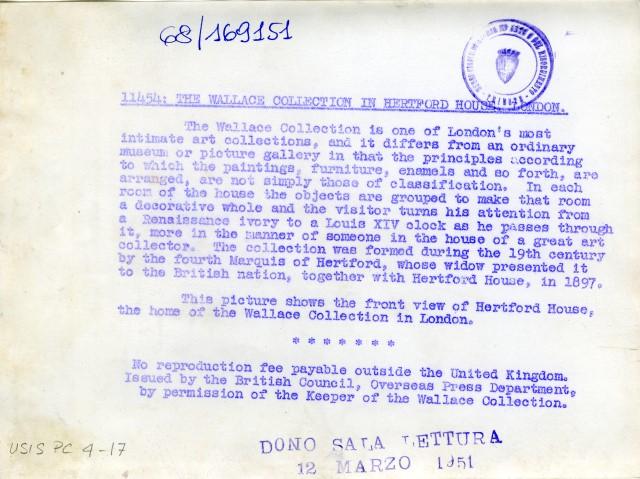 68/169151
11454: THE WALLACE COLLECTION IN HERTFORD HOUSE, LONDON.
The Wallace Collection is one of London's most
intimate art collections, and it differs from an ordinary
museum or picture gallery in that the principles according
to which the paintings, furniture, enamels and so forth, are
arranged, are not simply those of classification. In each
room of the house the objects are grouped to make that room
a decorative whole and the visitor turns his attention from
a Renaissance ivory to a Louis XIV clock as he passes through
it, more in the manner of someone in the house of a great art
collector. The collection was formed during the 19th century
by the fourth Marquis of Hertford, whose widow presented it
to the British nation, together with Hertford House, in 1897.
This picture shows the front view of Hertford House,
the home of the Wallace Collection in London.
* * * * * * *
No reproduction fee payable outside the United Kingdom.
Issued by the British Council, Overseas Press Department,
by permission of the Keeper of the Wallace Collection.
USIS PC 4-17
DONO SALA LETTURA
12 MARZO 1951